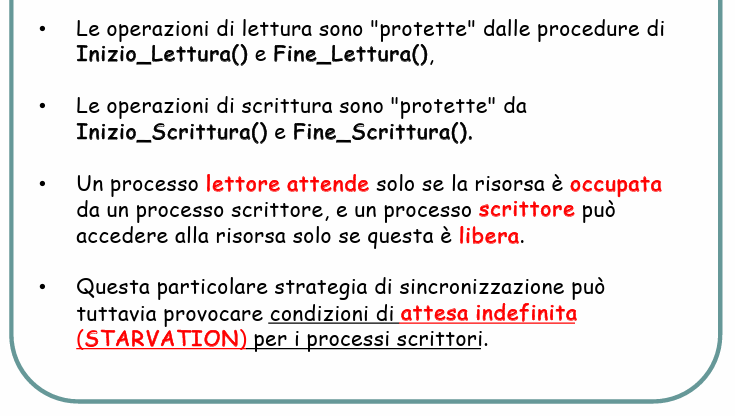 • Le operazioni di lettura sono "protette" dalle procedure di
Inizio_Lettura() e Fine_Lettura(),
• Le operazioni di scrittura sono "protette" da
Inizio_Scrittura() e Fine_Scrittura().
• Un processo lettore attende solo se la risorsa è occupata
da un processo scrittore, e un processo scrittore può
accedere alla risorsa solo se questa è libera.
• Questa particolare strategia di sincronizzazione può
tuttavia provocare condizioni di attesa indefinita
(STARVATION) per i processi scrittori.